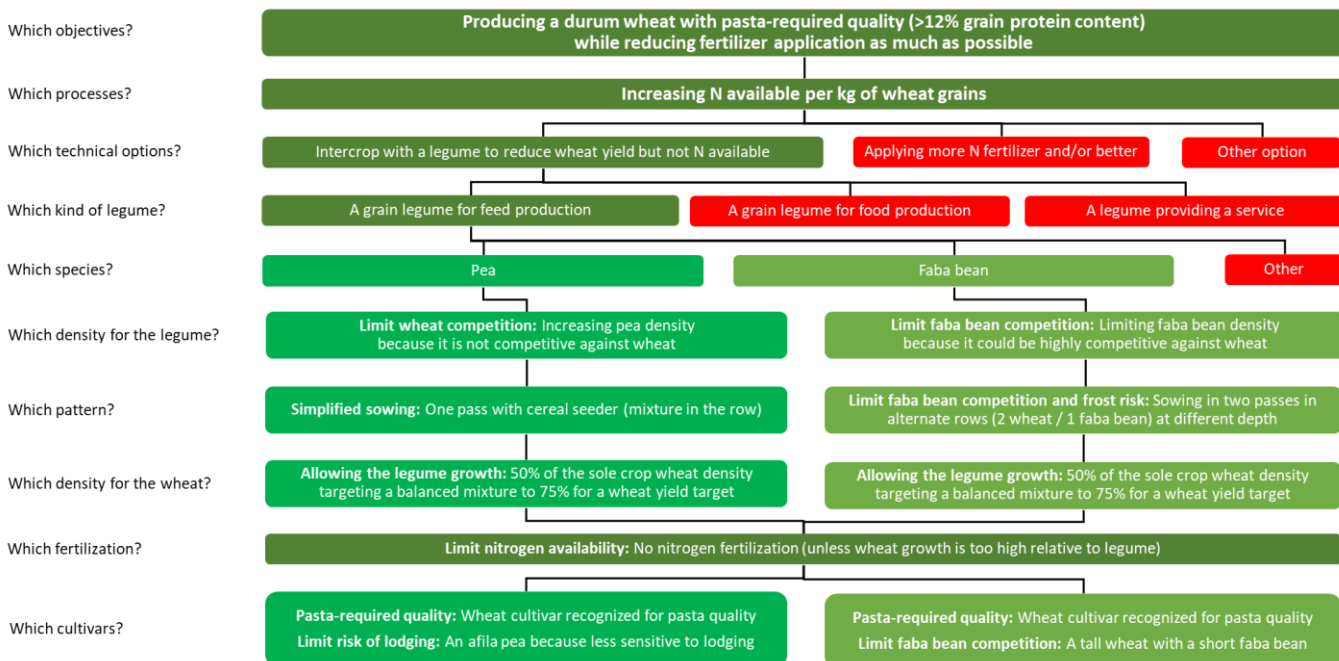 Which objectives?
Producing a durum wheat with pasta-required quality (>12% grain protein content)
while reducing fertilizer application as much as possible
Which processes?
Increasing N available per kg of wheat grains
Which technical options?
Intercrop with a legume to reduce wheat yield but not N available
Applying more N fertilizer and/or better
Other option
Which kind of legume?
A grain legume for feed production
A grain legume for food production
A legume providing a service
Which species?
Pea
Faba bean
Other
Which density for the legume?
Limit wheat competition: Increasing pea density
because it is not competitive against wheat
Limit faba bean competition: Limiting faba bean density
because it could be highly competitive against wheat
Which pattern?
Simplified sowing: One pass with cereal seeder (mixture in the row)
Limit faba bean competition and frost risk: Sowing in two passes in
alternate rows (2 wheat / 1 faba bean) at different depth
Which density for the wheat?
Allowing the legume growth: 50% of the sole crop wheat density
targeting a balanced mixture to 75% for a wheat yield target
Allowing the legume growth: 50% of the sole crop wheat density
targeting a balanced mixture to 75% for a wheat yield target
Which fertilization?
Limit nitrogen availability: No nitrogen fertilization (unless wheat growth is too high relative to legume)
Which cultivars?
Pasta-required quality: Wheat cultivar recognized for pasta quality
Limit risk of lodging: An afila pea because less sensitive to lodging
Pasta-required quality: Wheat cultivar recognized for pasta quality
Limit faba bean competition: A tall wheat with a short faba bean